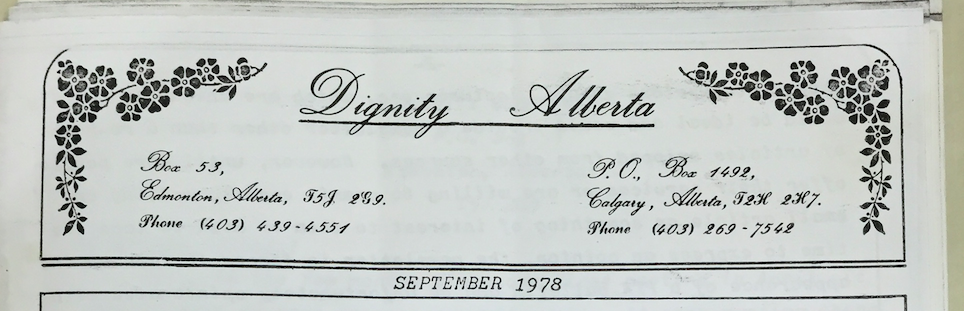 Dignity Alberta
Box 53,
Edmonton, Alberta, T5J 2G9.
Phone (403) 439-4551
P.O., Box 1492,
Calgary, Alberta, T2H 2H7.
Phone (403) 269-7542
SEPTEMBER 1978